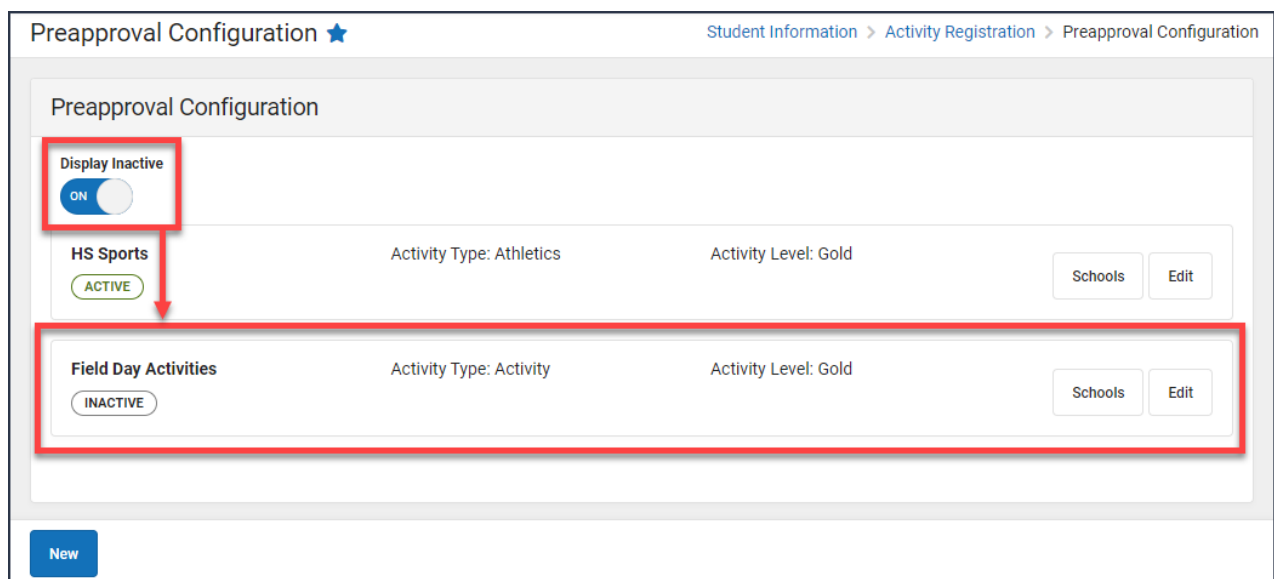 Preapproval Configuration
Student Information > Activity Registration > Preapproval Configuration
Preapproval Configuration
Display Inactive
ON
HS Sports
Activity Type: Athletics
Activity Level: Gold
ACTIVE
Schools
Edit
Field Day Activities
Activity Type: Activity
Activity Level: Gold
INACTIVE
Schools
Edit
New